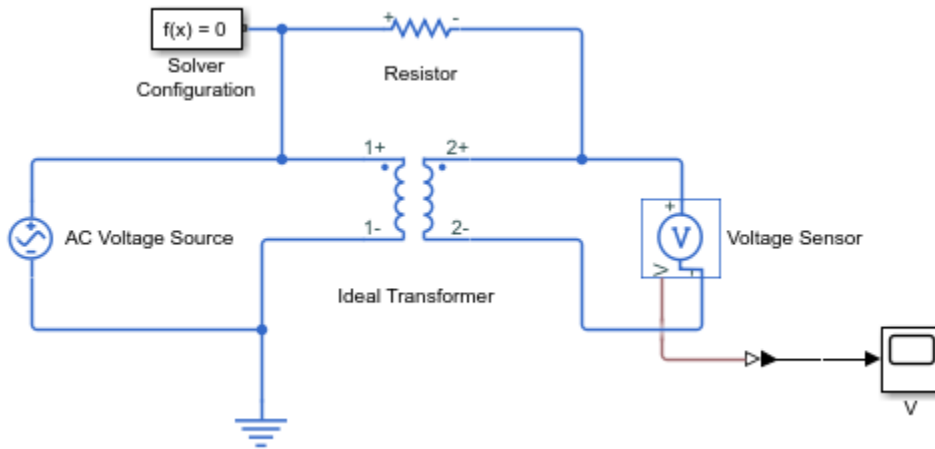 f(x) = 0
Solver
Configuration
+ -
Resistor
1+ 2+
+
AC Voltage Source
1- 2-
+
V
Voltage Sensor
V -
Ideal Transformer
V